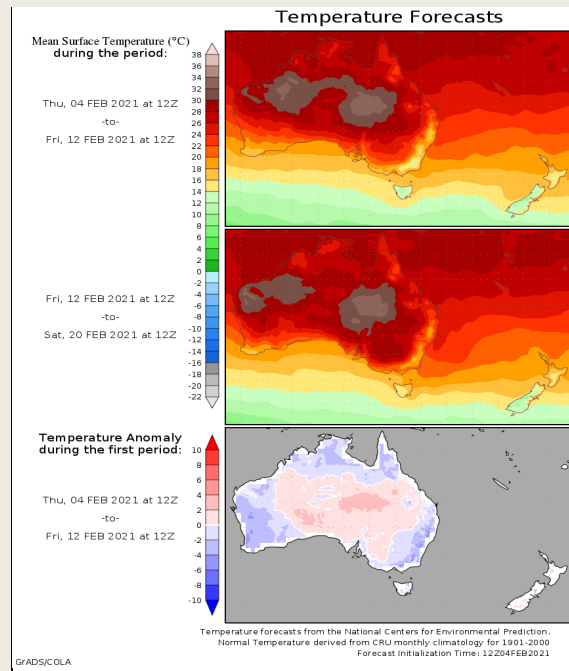 Temperature Forecasts
Mean Surface Temperature (°C)
during the period:
Thu, 04 FEB 2021 at 12Z
-to-
Fri, 12 FEB 2021 at 12Z
38
36
34
32
30
28
26
24
22
20
18
16
14
12
10
8
6
4
2
0
-2
-4
-6
-8
-10
-12
-14
-16
-18
-20
-22
Fri, 12 FEB 2021 at 12Z
-to-
Sat, 20 FEB 2021 at 12Z
Temperature Anomaly
during the first period:
Thu, 04 FEB 2021 at 12Z
-to-
Fri, 12 FEB 2021 at 12Z
10
8
6
4
2
0
-2
-4
-6
-8
-10
Temperature forecasts from the National Centers for Environmental Prediction.
Normal Temperature derived from CRU monthly climatology for 1901-2000
Forecast Initialization Time: 12Z04FEB2021
GrADS/COLA